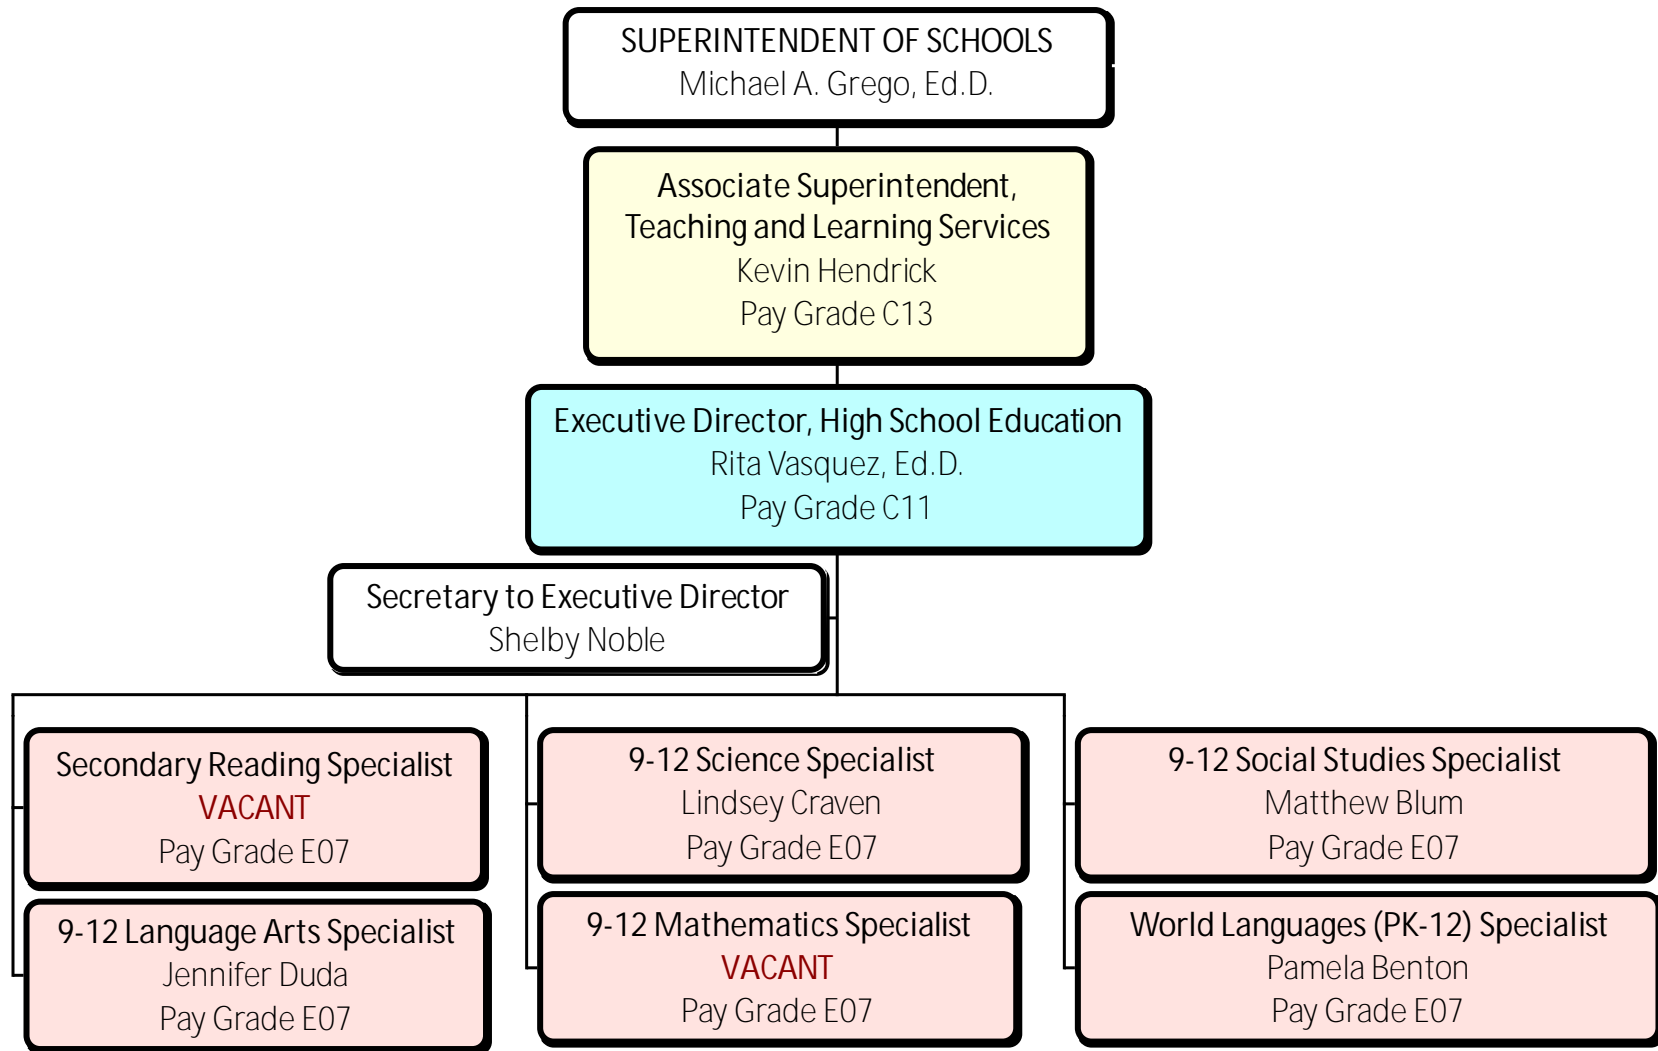 SUPERINTENDENT OF SCHOOLS
Michael A. Grego, Ed.D.
Associate Superintendent,
Teaching and Learning Services
Kevin Hendrick
Pay Grade C13
Executive Director, High School Education
Rita Vasquez, Ed.D.
Pay Grade C11
Secretary to Executive Director
Shelby Noble
Secondary Reading Specialist
VACANT
Pay Grade E07
9-12 Language Arts Specialist
Jennifer Duda
Pay Grade E07
9-12 Science Specialist
Lindsey Craven
Pay Grade E07
9-12 Mathematics Specialist
VACANT
Pay Grade E07
9-12 Social Studies Specialist
Matthew Blum
Pay Grade E07
World Languages (PK-12) Specialist
Pamela Benton
Pay Grade E07